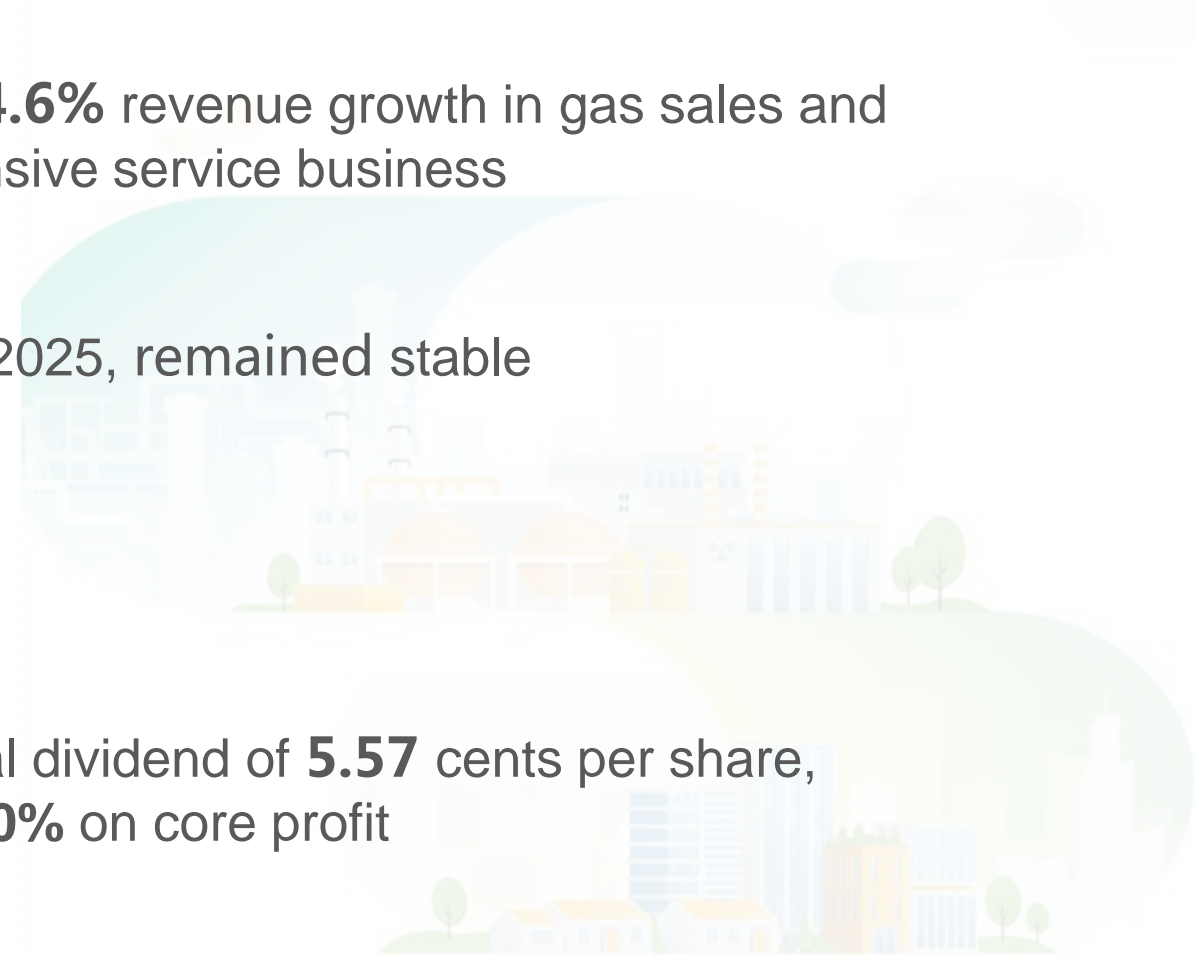 .6% revenue growth in gas sales and
service business
2025, remained stable
dividend of 5.57 cents per share,
0% on core profit